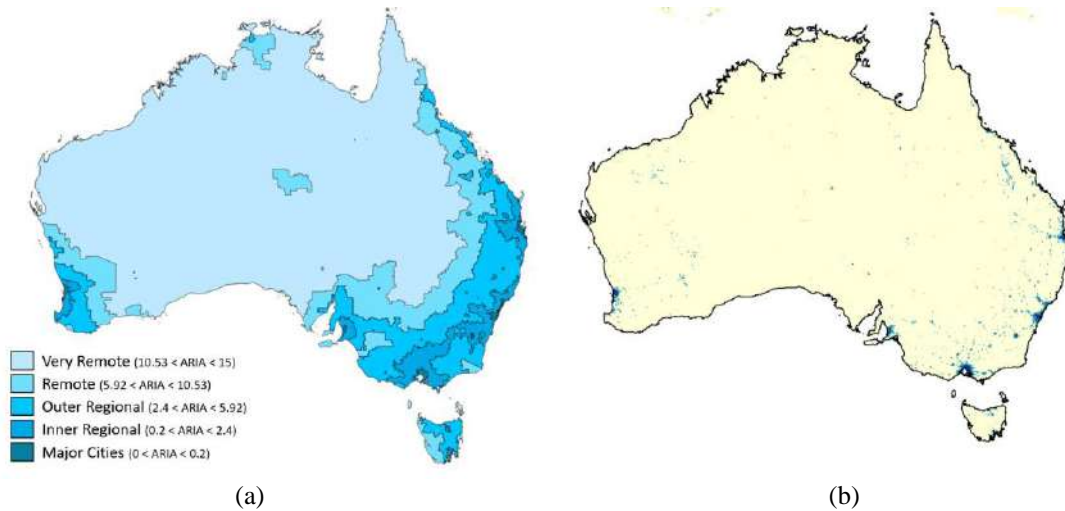 Very Remote (10.53 < ARIA < 15)
Remote (5.92 < ARIA < 10.53)
Outer Regional (2.4 < ARIA < 5.92)
Inner Regional (0.2 < ARIA < 2.4)
Major Cities (0 < ARIA < 0.2)
(a) (b)